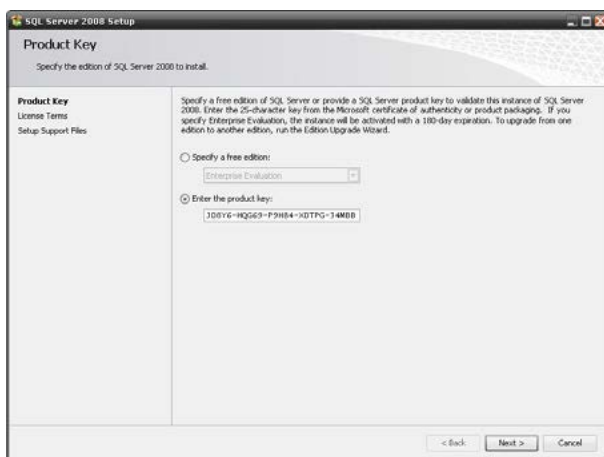 SQL Server 2008 Setup
Product Key
Specify the edition of SQL Server 2008 to install.
Product Key
License Terms
Setup Support Files
Specify a free edition of SQL Server or provide a SQL Server product key to validate this instance of SQL Server
2008. Enter the 25-character key from the Microsoft certificate of authenticity or product packaging. If you
specify Enterprise Evaluation, the instance will be activated with a 180-day expiration. To upgrade from one
edition to another edition, run the Edition Upgrade Wizard.
Specify a free edition:
Enterprise Evaluation
Enter the product key:
< Back
Next >
Cancel